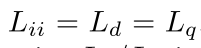 L_{ii} = L_d = L_q